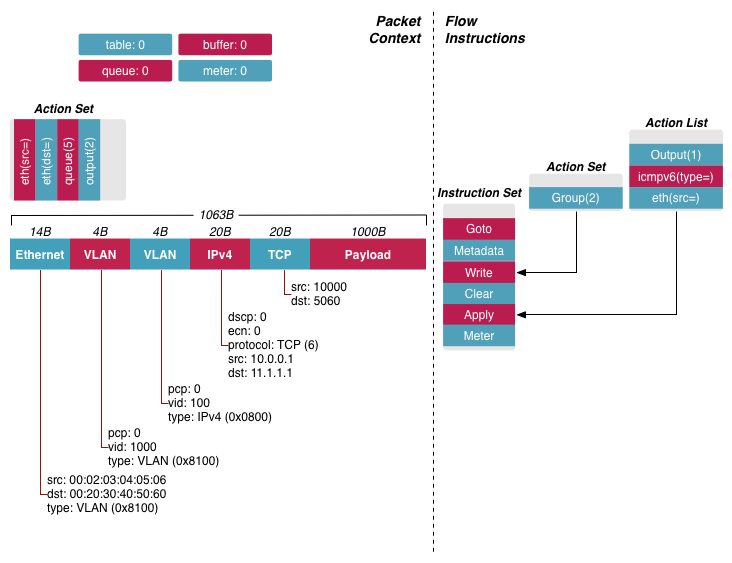 Packet
Context
Flow
Instructions
table: 0
buffer: 0
queue: 0
meter: 0
Action Set
eth(src=)
eth(dst=)
queue(5)
output(2)
1063B
14B 4B 4B 20B 20B 1000B
Ethernet VLAN VLAN IPv4 TCP Payload
src: 10000
dst: 5060
dscp: 0
ecn: 0
protocol: TCP (6)
src: 10.0.0.1
dst: 11.1.1.1
pcp: 0
vid: 100
type: IPv4 (0x0800)
pcp: 0
vid: 1000
type: VLAN (0x8100)
src: 00:02:03:04:05:06
dst: 00:20:30:40:50:60
type: VLAN (0x8100)
Instruction Set
Goto
Metadata
Write
Clear
Apply
Meter
Action Set
Group(2)
Action List
Output(1)
icmpv6(type=)
eth(src=)